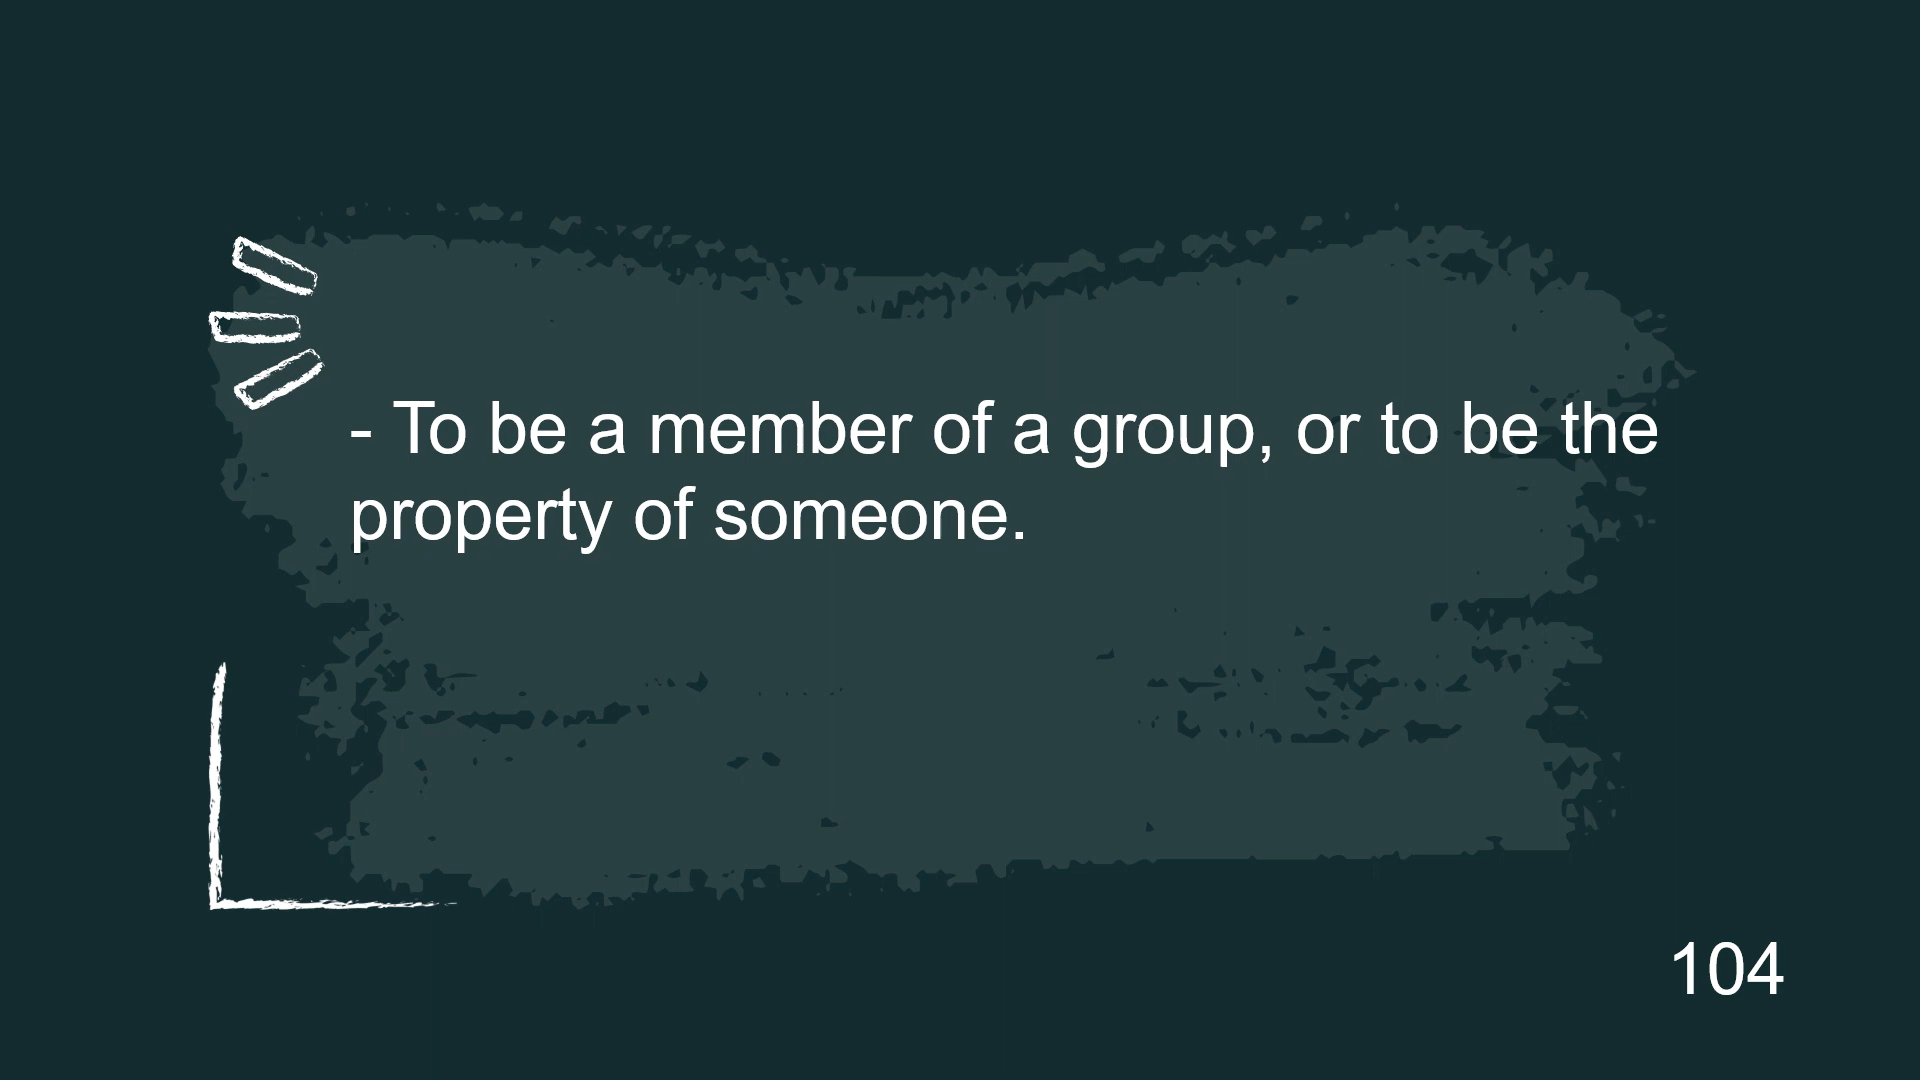 - To be a member of a group, or to be the
property of someone.
104